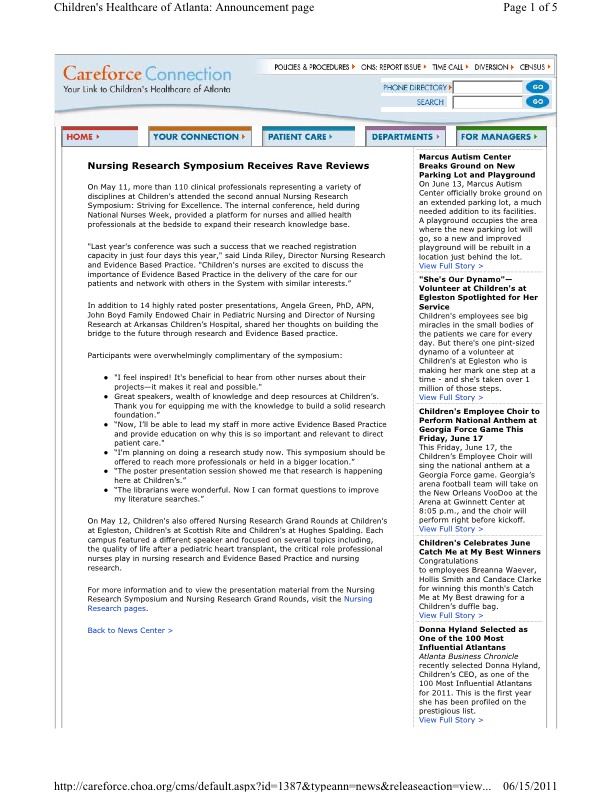 Children's Healthcare of Atlanta: Announcement page
Page 1 of 5
Careforce Connection
Your Link to Children's Healthcare of Atlanta
POLICIES & PROCEDURES
ONS: REPORT ISSUE
TIME CALL
DIVERSION
CENSUS
PHONE DIRECTORY
GO
SEARCH
GO
HOME
YOUR CONNECTION
PATIENT CARE
DEPARTMENTS
FOR MANAGERS
Nursing Research Symposium Receives Rave Reviews
On May 11, more than 110 clinical professionals representing a variety of
disciplines at Children's attended the second annual Nursing Research
Symposium: Striving for Excellence. The internal conference, held during
National Nurses Week, provided a platform for nurses and allied health
professionals at the bedside to expand their research knowledge base.
"Last year's conference was such a success that we reached registration
capacity in just four days this year," said Linda Riley, Director Nursing Research
and Evidence Based Practice. "Children's nurses are excited to discuss the
importance of Evidence Based Practice in the delivery of the care for our
patients and network with others in the System with similar interests."
In addition to 14 highly rated poster presentations, Angela Green, PhD, APN,
John Boyd Family Endowed Chair in Pediatric Nursing and Director of Nursing
Research at Arkansas Children's Hospital, shared her thoughts on building the
bridge to the future through research and Evidence Based practice.
Participants were overwhelmingly complimentary of the symposium:
• "I feel inspired! It's beneficial to hear from other nurses about their
projects—it makes it real and possible."
• Great speakers, wealth of knowledge and deep resources at Children's.
Thank you for equipping me with the knowledge to build a solid research
foundation."
• "Now, I'll be able to lead my staff in more active Evidence Based Practice
and provide education on why this is so important and relevant to direct
patient care."
• "I'm planning on doing a research study now. This symposium should be
offered to reach more professionals or held in a bigger location."
• "The poster presentation session showed me that research is happening
here at Children's."
• "The librarians were wonderful. Now I can format questions to improve
my literature searches."
On May 12, Children's also offered Nursing Research Grand Rounds at Children's
at Egleston, Children's at Scottish Rite and Children's at Hughes Spalding. Each
campus featured a different speaker and focused on several topics including,
the quality of life after a pediatric heart transplant, the critical role professional
nurses play in nursing research and Evidence Based Practice and nursing
research.
For more information and to view the presentation material from the Nursing
Research Symposium and Nursing Research Grand Rounds, visit the Nursing
Research pages.
Back to News Center >
Marcus Autism Center
Breaks Ground on New
Parking Lot and Playground
On June 13, Marcus Autism
Center officially broke ground on
an extended parking lot, a much
needed addition to its facilities.
A playground occupies the area
where the new parking lot will
go, so a new and improved
playground will be rebuilt in a
location just behind the lot.
View Full Story >
"She's Our Dynamo"—
Volunteer at Children's at
Egleston Spotlighted for Her
Service
Children's employees see big
miracles in the small bodies of
the patients we care for every
day. But there's one pint-sized
dynamo of a volunteer at
Children's at Egleston who is
making her mark one step at a
time - and she's taken over 1
million of those steps.
View Full Story >
Children's Employee Choir to
Perform National Anthem at
Georgia Force Game This
Friday, June 17
This Friday, June 17, the
Children's Employee Choir will
sing the national anthem at a
Georgia Force game. Georgia's
arena football team will take on
the New Orleans VooDoo at the
Arena at Gwinnett Center at
8:05 p.m., and the choir will
perform right before kickoff.
View Full Story >
Children's Celebrates June
Catch Me at My Best Winners
Congratulations
to employees Breanna Waever,
Hollis Smith and Candace Clarke
for winning this month's Catch
Me at My Best drawing for a
Children's duffle bag.
View Full Story >
Donna Hyland Selected as
One of the 100 Most
Influential Atlantans
Atlanta Business Chronicle
recently selected Donna Hyland,
Children's CEO, as one of the
100 Most Influential Atlantans
for 2011. This is the first year
she has been profiled on the
prestigious list.
View Full Story >
http://careforce.choa.org/cms/default.aspx?id=1387&typeann=news&releaseaction=view...
06/15/2011